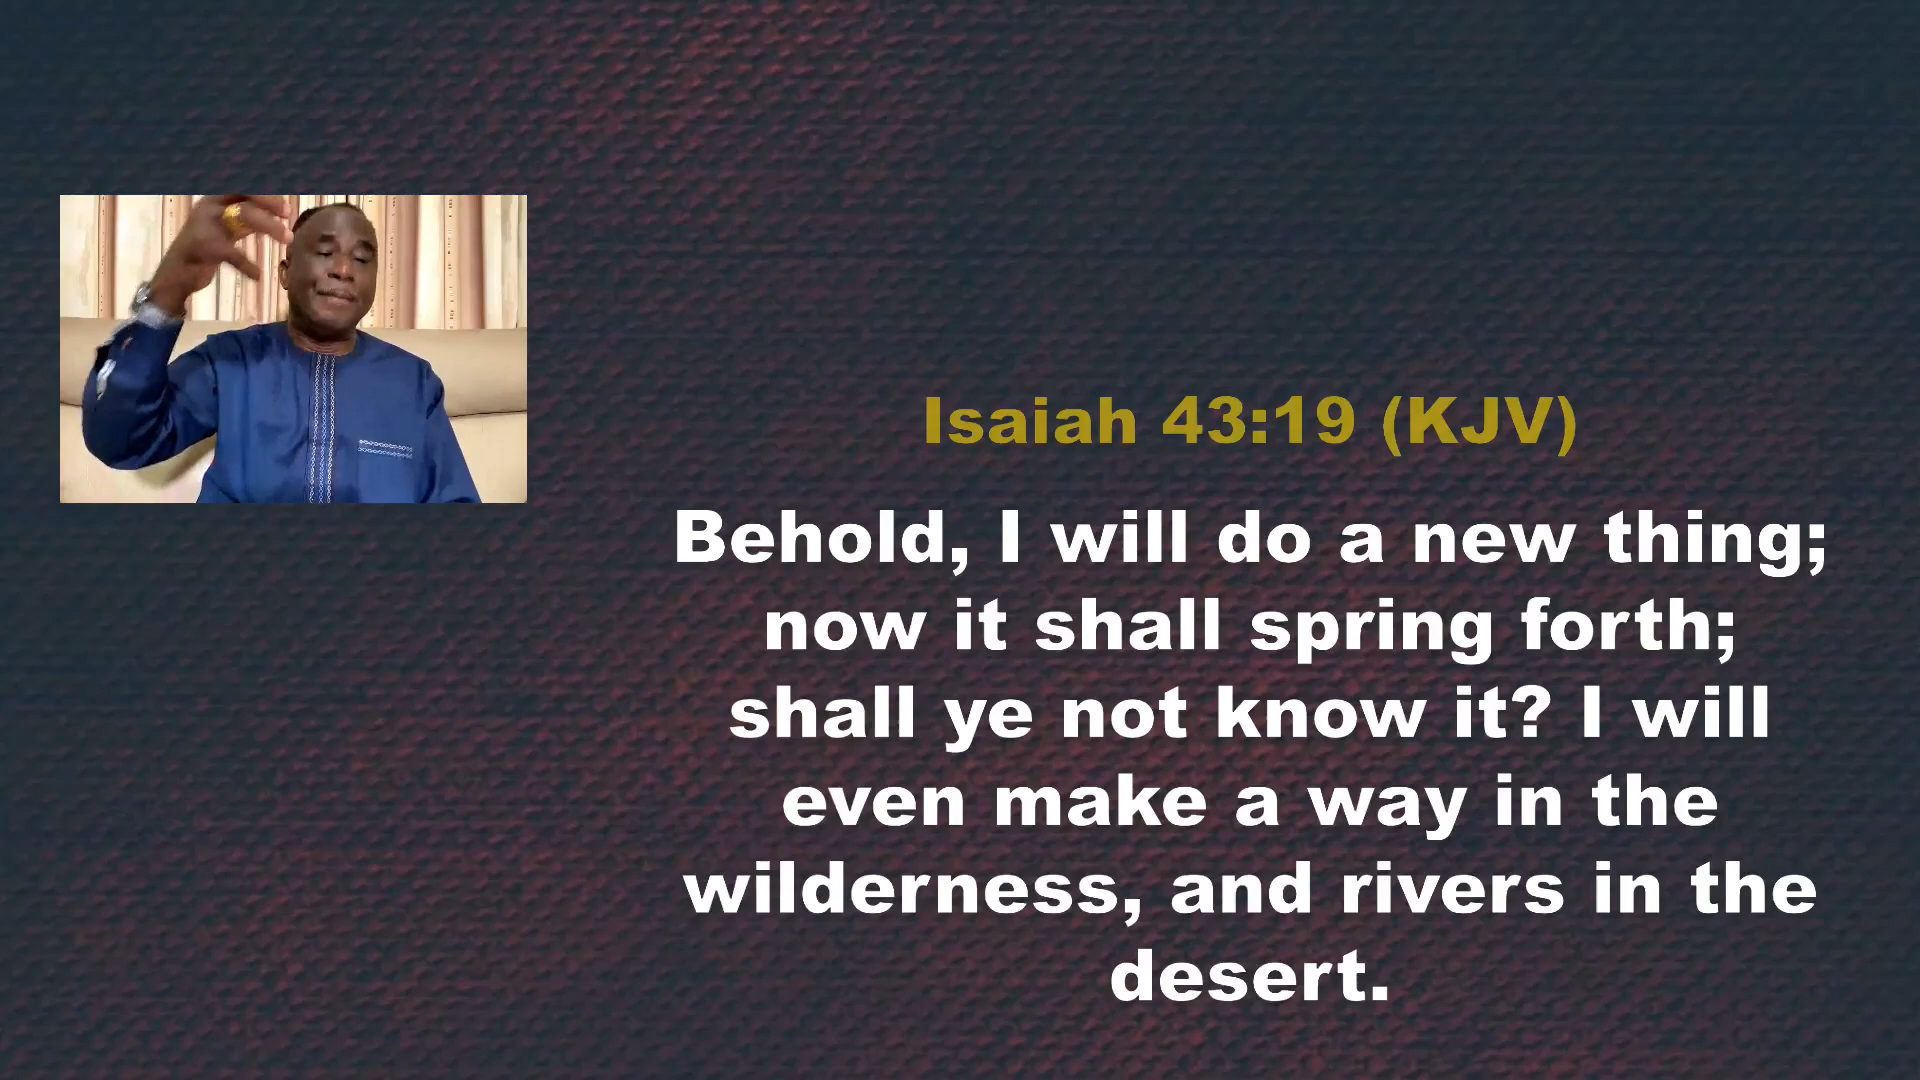 Isaiah 43:19 (KJV)
Behold, I will do a new thing;
now it shall spring forth;
shall ye not know it? I will
even make a way in the
wilderness, and rivers in the
desert.